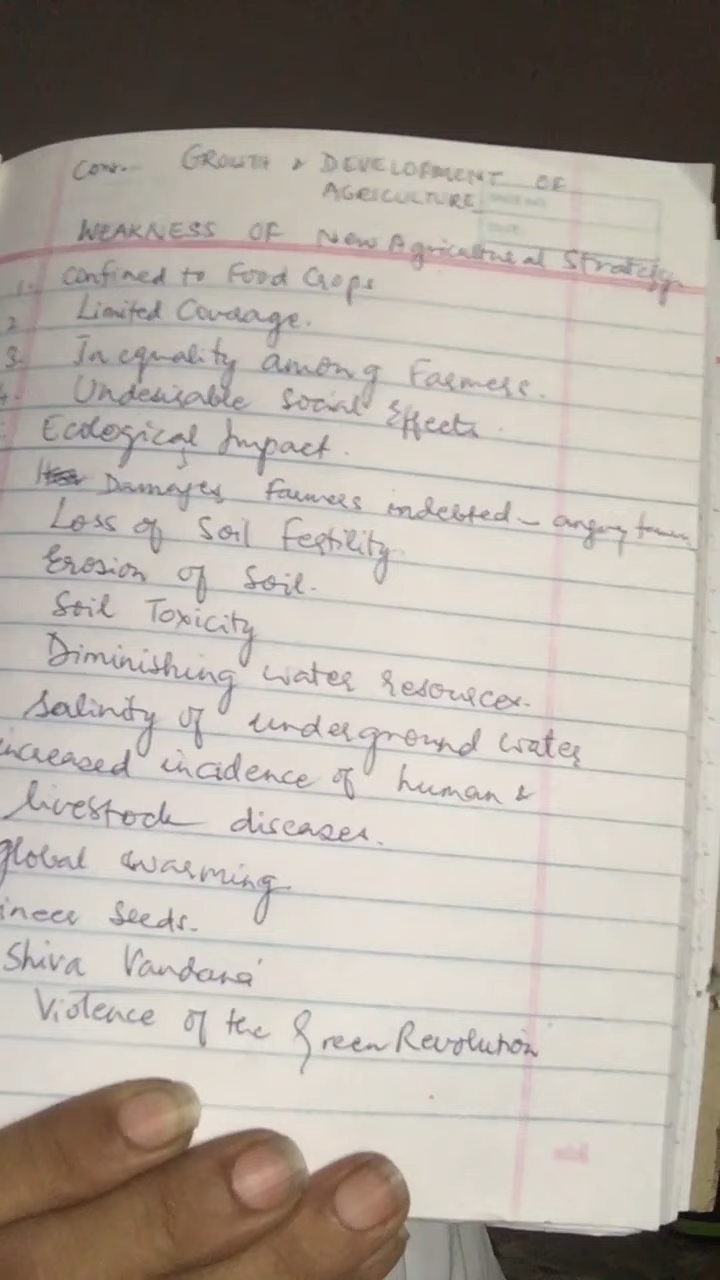 Cont... GROWTH & DEVELOPMENT OF
AGRICULTURE
WEAKNESS OF New Agricultural Strategy
1. Confined to Food Crops
2. Limited Coverage.
3. Inequality among Farmers.
4. Undesirable Social Effects.
Ecological Impact.
Damages, farmers indebted - angry
Loss of Soil Fertility.
Erosion of Soil.
Soil Toxicity
Diminishing water resources.
Salinity of underground water
increased incidence of human &
livestock diseases.
global warming
ineer Seeds.
Shiva Vandana
Violence of the Green Revolution